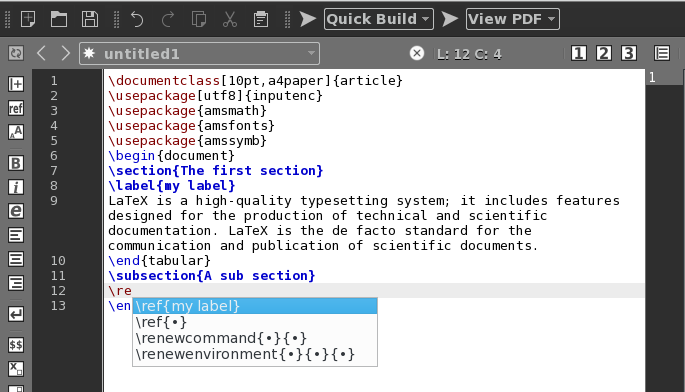 Quick Build View PDF
untitled1 L: 12 C: 4 1 2 3
1
1 \documentclass[10pt,a4paper]{article}
2 \usepackage[utf8]{inputenc}
3 \usepackage{amsmath}
4 \usepackage{amsfonts}
5 \usepackage{amssymb}
6 \begin{document}
7 \section{The first section}
8 \label{my label}
9 LaTeX is a high-quality typesetting system; it includes features
designed for the production of technical and scientific
documentation. LaTeX is the de facto standard for the
communication and publication of scientific documents.
10 \end{tabular}
11 \subsection{A sub section}
12 \re
13 \en
\ref{my label}
\ref{•}
\renewcommand{•}{•}
\renewenvironment{•}{•}{•}
ref
A A
B
i
e
$$
X